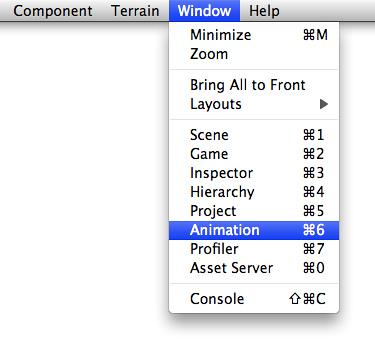 Component Terrain Window Help
Minimize ⌘M
Zoom
Bring All to Front
Layouts ▶
Scene ⌘1
Game ⌘2
Inspector ⌘3
Hierarchy ⌘4
Project ⌘5
Animation ⌘6
Profiler ⌘7
Asset Server ⌘0
Console ⇧⌘C